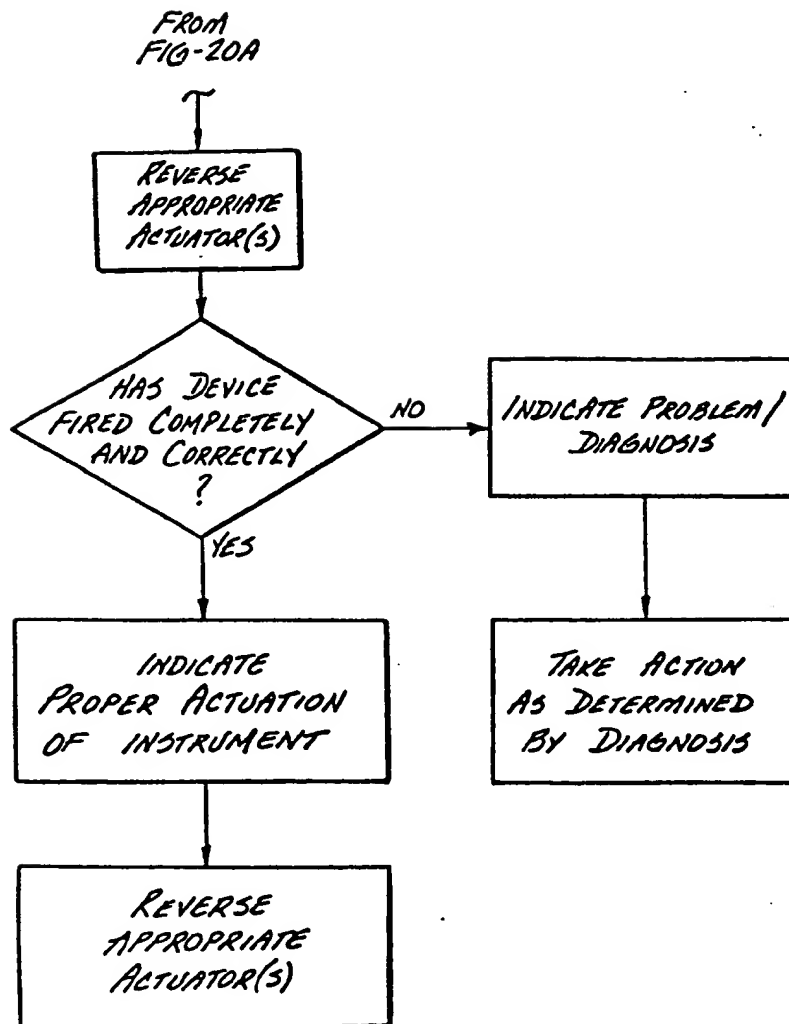 FROM
FIG-20A
REVERSE
APPROPRIATE
ACTUATOR(S)
HAS DEVICE
FIRED COMPLETELY
AND CORRECTLY
?
NO
INDICATE PROBLEM/
DIAGNOSIS
YES
INDICATE
PROPER ACTUATION
OF INSTRUMENT
TAKE ACTION
AS DETERMINED
BY DIAGNOSIS
REVERSE
APPROPRIATE
ACTUATOR(S)